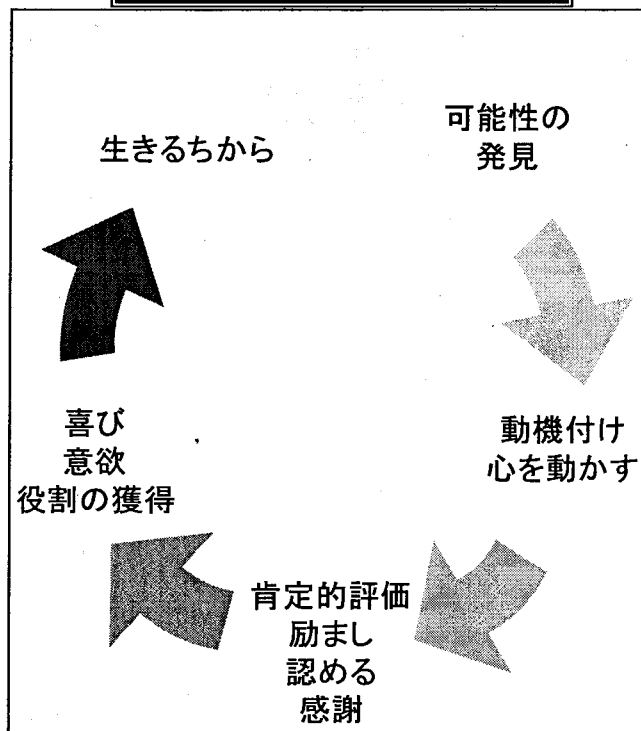 可能性の
発見
動機付け
心を動かす
肯定的評価
励まし
認める
感謝
喜び
意欲
役割の獲得
生きるちから